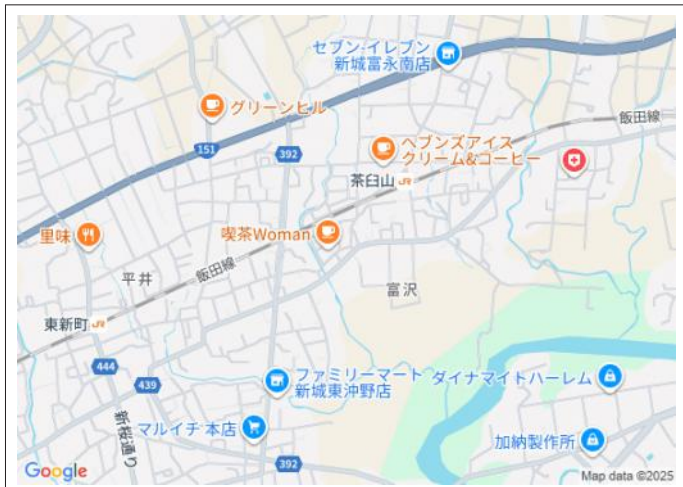 セブン-イレブン
新城富永南店
グリーンヒル
飯田線
151
392
ヘブンズアイス
クリーム&コーヒー
茶臼山
里味
喫茶Woman
平井
飯田線
富沢
東新町
444
439
ファミリーマート
新城東沖野店
ダイナマイトハーレム
新桜通り
マルイチ 本店
加納製作所
392
Google
Map data ©2025